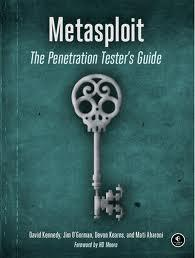 Metasploit
The Penetration Tester's Guide
David Kennedy, Jim O'Gorman, Devon Kearns, and Mati Aharoni
Foreword by HD Moore